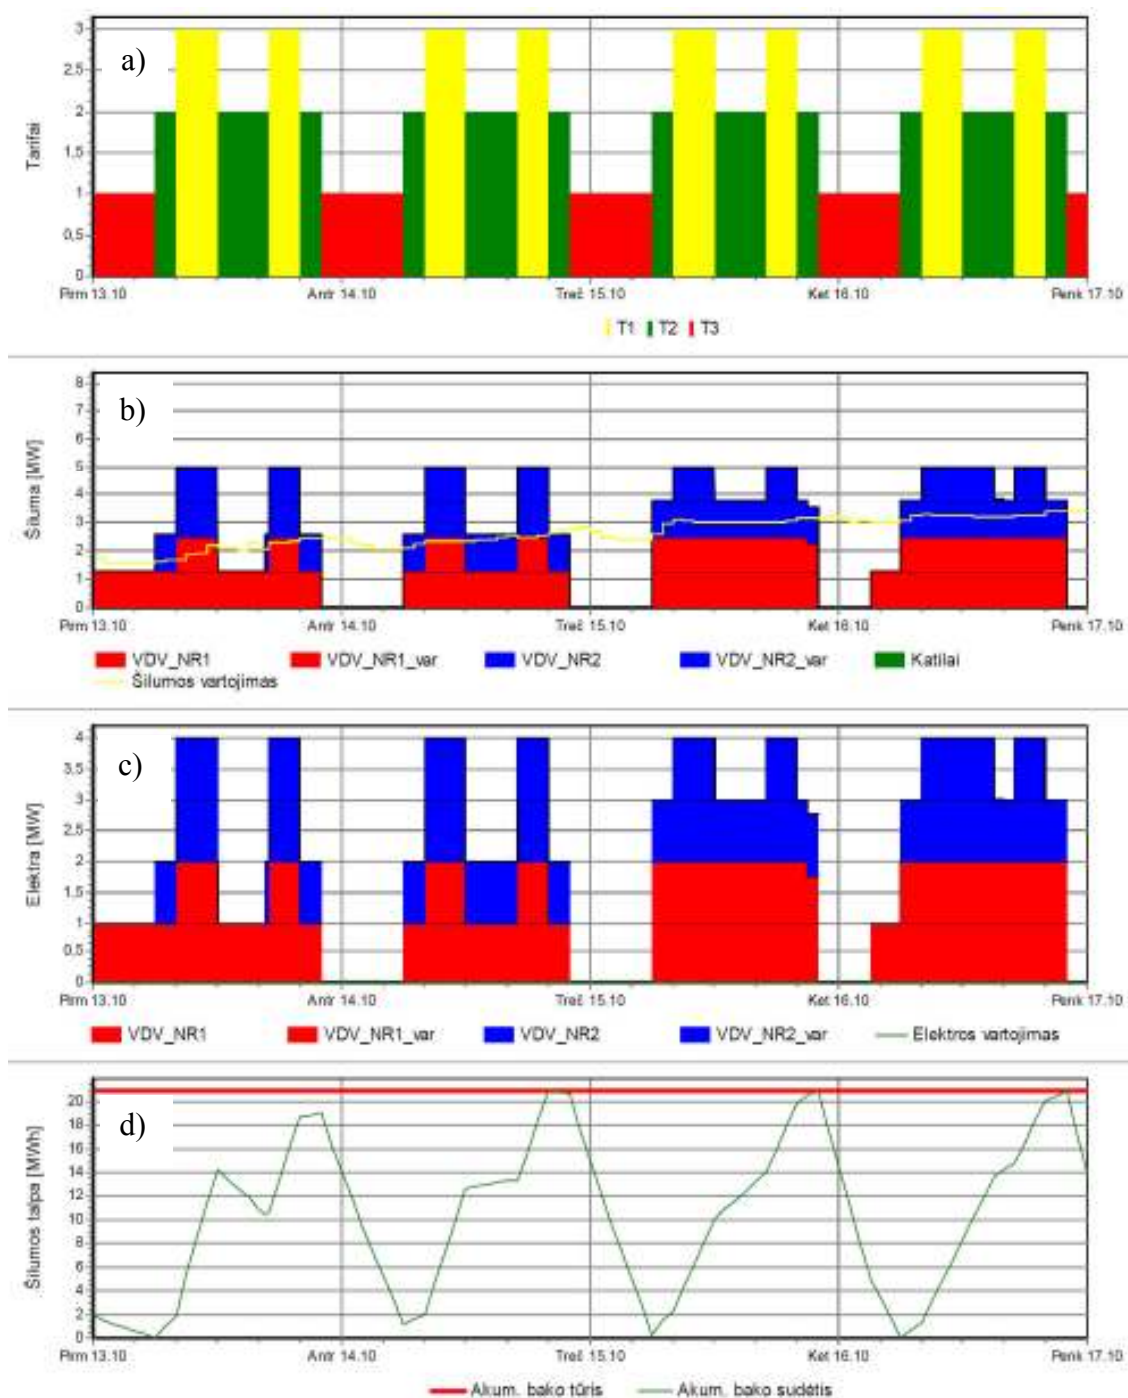 a)
Tarifai
3
2,5
2
1,5
1
0,5
0
Pirm 13.10 Antr 14.10 Treč 15.10 Ket 16.10 Penk 17.10
T1 T2 T3
b)
Šiluma [MW]
8
7
6
5
4
3
2
1
0
Pirm 13.10 Antr 14.10 Treč 15.10 Ket 16.10 Penk 17.10
VDV_NR1 VDV_NR1_var VDV_NR2 VDV_NR2_var Katilai
Šilumos vartojimas
c)
Elektra [MW]
4
3,5
3
2,5
2
1,5
1
0,5
0
Pirm 13.10 Antr 14.10 Treč 15.10 Ket 16.10 Penk 17.10
VDV_NR1 VDV_NR1_var VDV_NR2 VDV_NR2_var Elektros vartojimas
d)
Šilumos talpa [MWh]
20
18
16
14
12
10
8
6
4
2
0
Pirm 13.10 Antr 14.10 Treč 15.10 Ket 16.10 Penk 17.10
Akum. bako tūris Akum. bako sudėtis